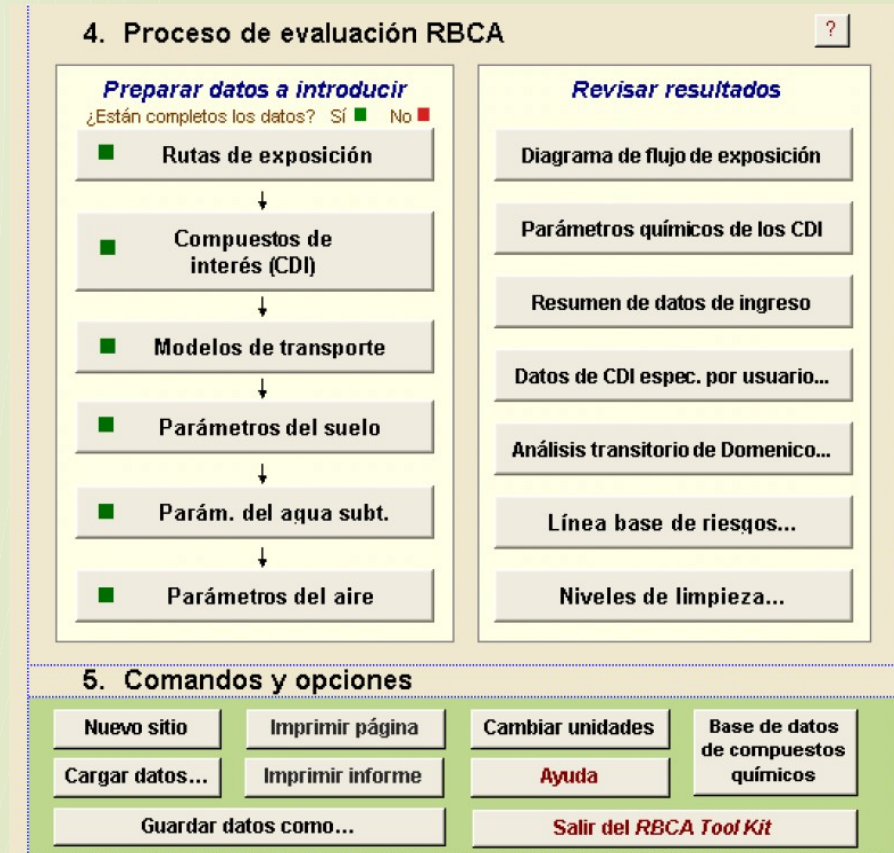 4. Proceso de evaluación RBCA
?
Preparar datos a introducir
¿Están completos los datos? Sí No
Rutas de exposición
Compuestos de
interés (CDI)
Modelos de transporte
Parámetros del suelo
Parám. del agua subt.
Parámetros del aire
Revisar resultados
Diagrama de flujo de exposición
Parámetros químicos de los CDI
Resumen de datos de ingreso
Datos de CDI espec. por usuario...
Análisis transitorio de Domenico...
Línea base de riesgos...
Niveles de limpieza...
5. Comandos y opciones
Nuevo sitio
Imprimir página
Cambiar unidades
Base de datos
de compuestos
químicos
Cargar datos...
Imprimir informe
Ayuda
Guardar datos como...
Salir del RBCA Tool Kit